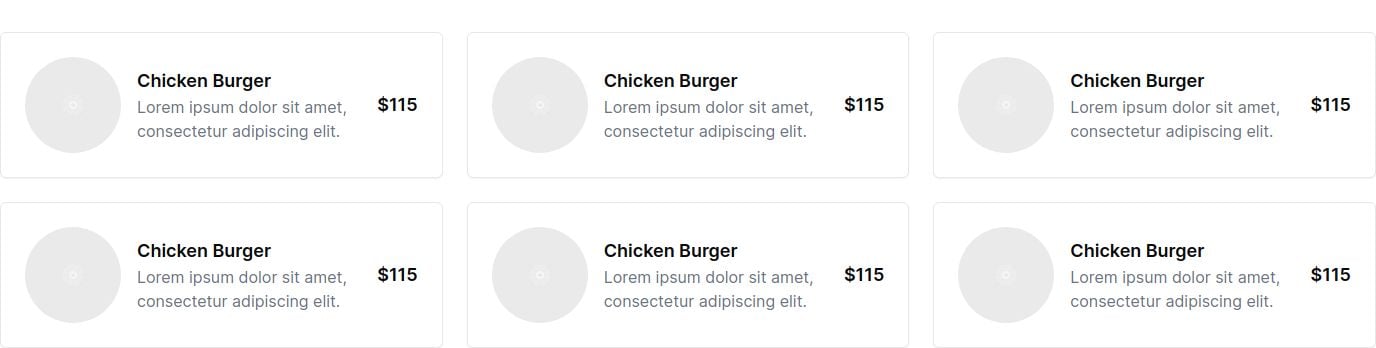 Chicken Burger
Lorem ipsum dolor sit amet,
consectetur adipiscing elit.
$115
Chicken Burger
Lorem ipsum dolor sit amet,
consectetur adipiscing elit.
$115
Chicken Burger
Lorem ipsum dolor sit amet,
consectetur adipiscing elit.
$115
Chicken Burger
Lorem ipsum dolor sit amet,
consectetur adipiscing elit.
$115
Chicken Burger
Lorem ipsum dolor sit amet,
consectetur adipiscing elit.
$115
Chicken Burger
Lorem ipsum dolor sit amet,
consectetur adipiscing elit.
$115